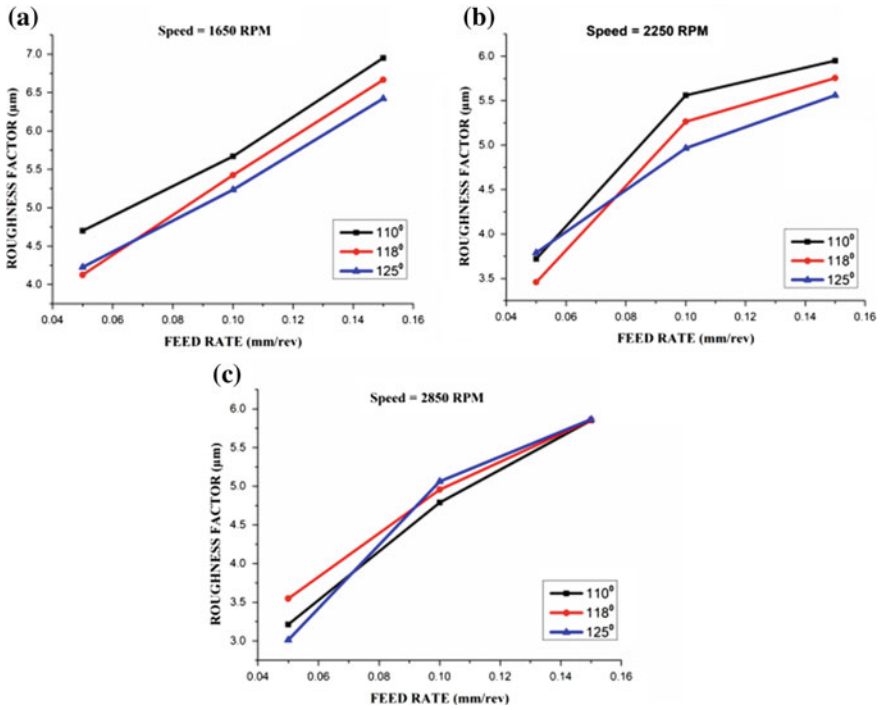 (a)
Speed = 1650 RPM
ROUGHNESS FACTOR (μm)
7.0
6.5
6.0
5.5
5.0
4.5
4.0
0.04 0.06 0.08 0.10 0.12 0.14 0.16
FEED RATE (mm/rev)
110⁰
118⁰
125⁰
(b)
Speed = 2250 RPM
ROUGHNESS FACTOR (μm)
6.0
5.5
5.0
4.5
4.0
3.5
0.04 0.06 0.08 0.10 0.12 0.14 0.16
FEED RATE (mm/rev)
110⁰
118⁰
125⁰
(c)
Speed = 2850 RPM
ROUGHNESS FACTOR (μm)
6.0
5.5
5.0
4.5
4.0
3.5
3.0
0.04 0.06 0.08 0.10 0.12 0.14 0.16
FEED RATE (mm/rev)
110⁰
118⁰
125⁰